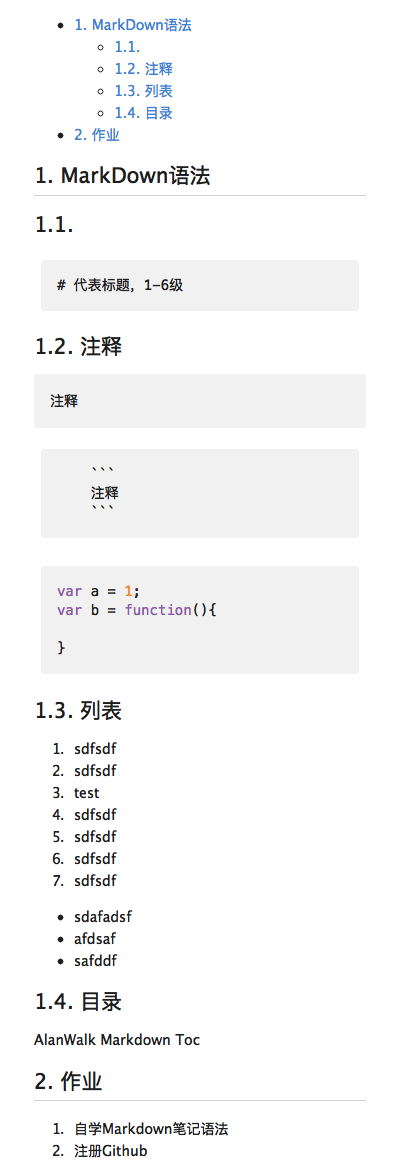 • 1. MarkDown语法
◦ 1.1.
◦ 1.2. 注释
◦ 1.3. 列表
◦ 1.4. 目录
• 2. 作业
1. MarkDown语法
1.1.
# 代表标题，1-6级
1.2. 注释
注释
```
注释
```
var a = 1;
var b = function(){
}
1.3. 列表
1. sdfsdf
2. sdfsdf
3. test
4. sdfsdf
5. sdfsdf
6. sdfsdf
7. sdfsdf
• sdafadsf
• afdsaf
• safddf
1.4. 目录
AlanWalk Markdown Toc
2. 作业
1. 自学Markdown笔记语法
2. 注册Github